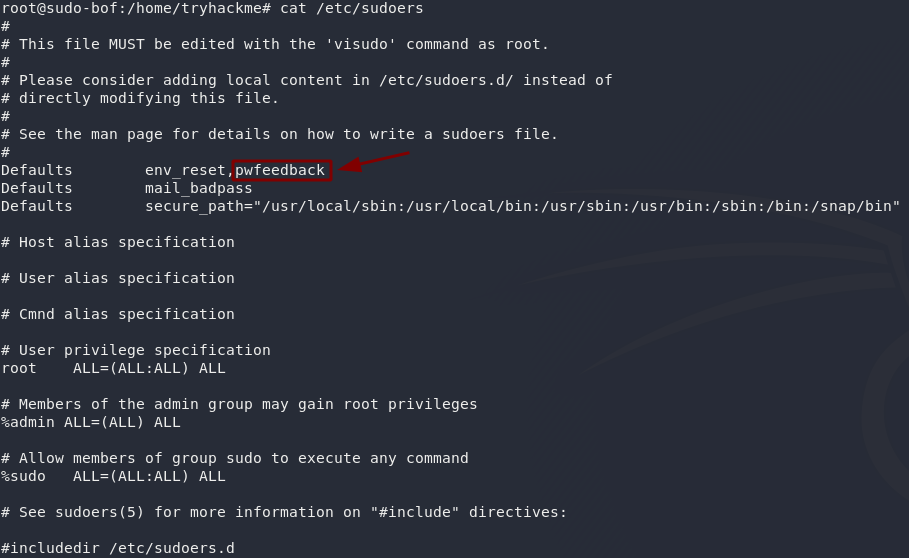 root@sudo-bof:/home/tryhackme# cat /etc/sudoers
#
# This file MUST be edited with the 'visudo' command as root.
#
# Please consider adding local content in /etc/sudoers.d/ instead of
# directly modifying this file.
#
# See the man page for details on how to write a sudoers file.
#
Defaults        env_reset,pwfeedback
Defaults        mail_badpass
Defaults        secure_path="/usr/local/sbin:/usr/local/bin:/usr/sbin:/usr/bin:/sbin:/bin:/snap/bin"
# Host alias specification
# User alias specification
# Cmnd alias specification
# User privilege specification
root    ALL=(ALL:ALL) ALL
# Members of the admin group may gain root privileges
%admin ALL=(ALL) ALL
# Allow members of group sudo to execute any command
%sudo   ALL=(ALL:ALL) ALL
# See sudoers(5) for more information on "#include" directives:
#includedir /etc/sudoers.d